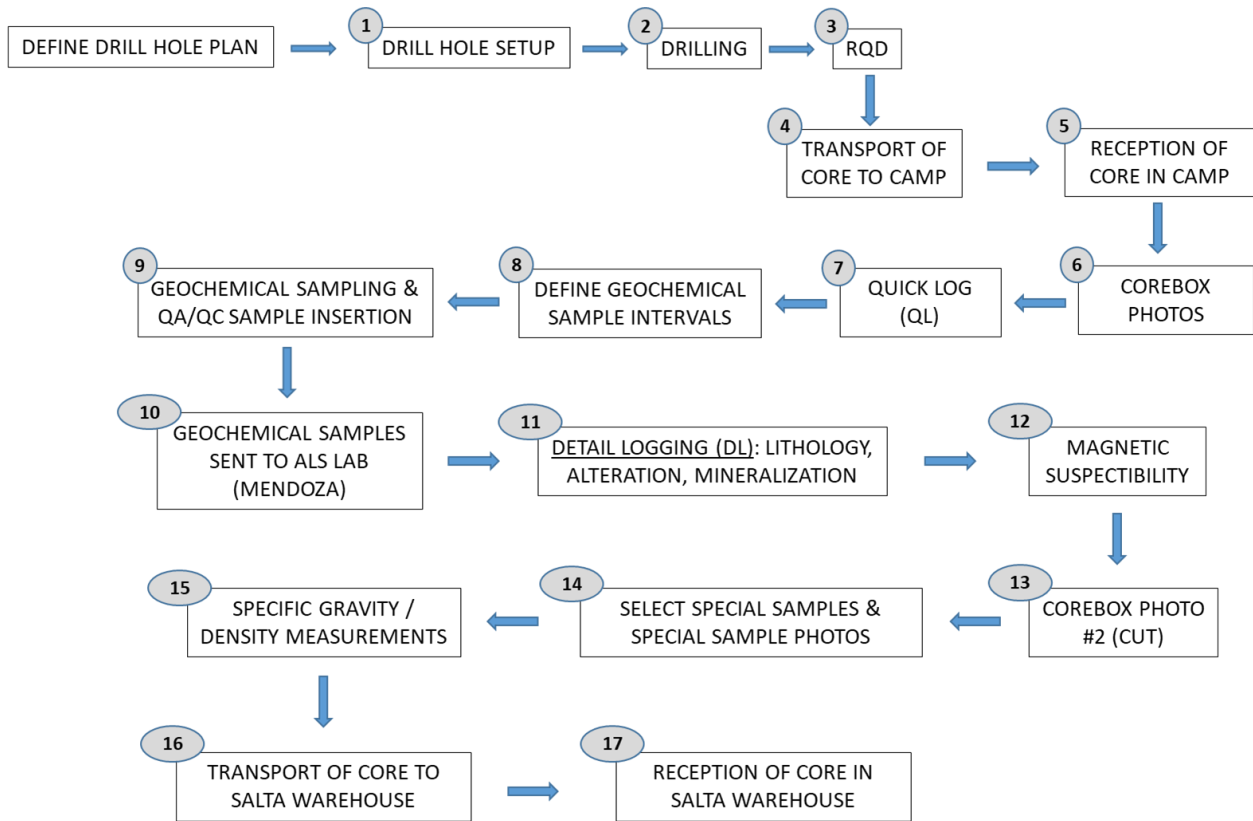 DEFINE DRILL HOLE PLAN
1
DRILL HOLE SETUP
2
DRILLING
3
RQD
4
TRANSPORT OF
CORE TO CAMP
5
RECEPTION OF
CORE IN CAMP
6
COREBOX
PHOTOS
7
QUICK LOG
(QL)
8
DEFINE GEOCHEMICAL
SAMPLE INTERVALS
9
GEOCHEMICAL SAMPLING &
QA/QC SAMPLE INSERTION
10
GEOCHEMICAL SAMPLES
SENT TO ALS LAB
(MENDOZA)
11
DETAIL LOGGING (DL): LITHOLOGY,
ALTERATION, MINERALIZATION
12
MAGNETIC
SUSPECTIBILITY
13
COREBOX PHOTO
#2 (CUT)
14
SELECT SPECIAL SAMPLES &
SPECIAL SAMPLE PHOTOS
15
SPECIFIC GRAVITY /
DENSITY MEASUREMENTS
16
TRANSPORT OF CORE TO
SALTA WAREHOUSE
17
RECEPTION OF CORE IN
SALTA WAREHOUSE